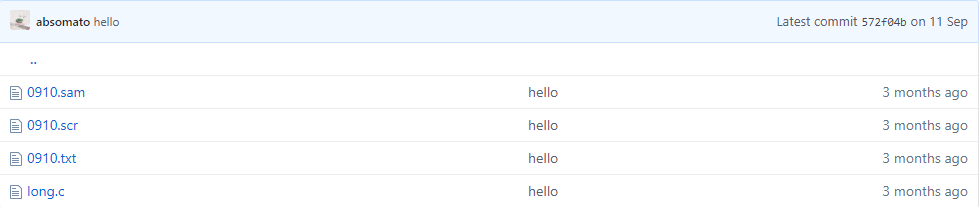 absomato hello Latest commit 572f04b on 11 Sep
..
0910.sam hello 3 months ago
0910.scr hello 3 months ago
0910.txt hello 3 months ago
long.c hello 3 months ago